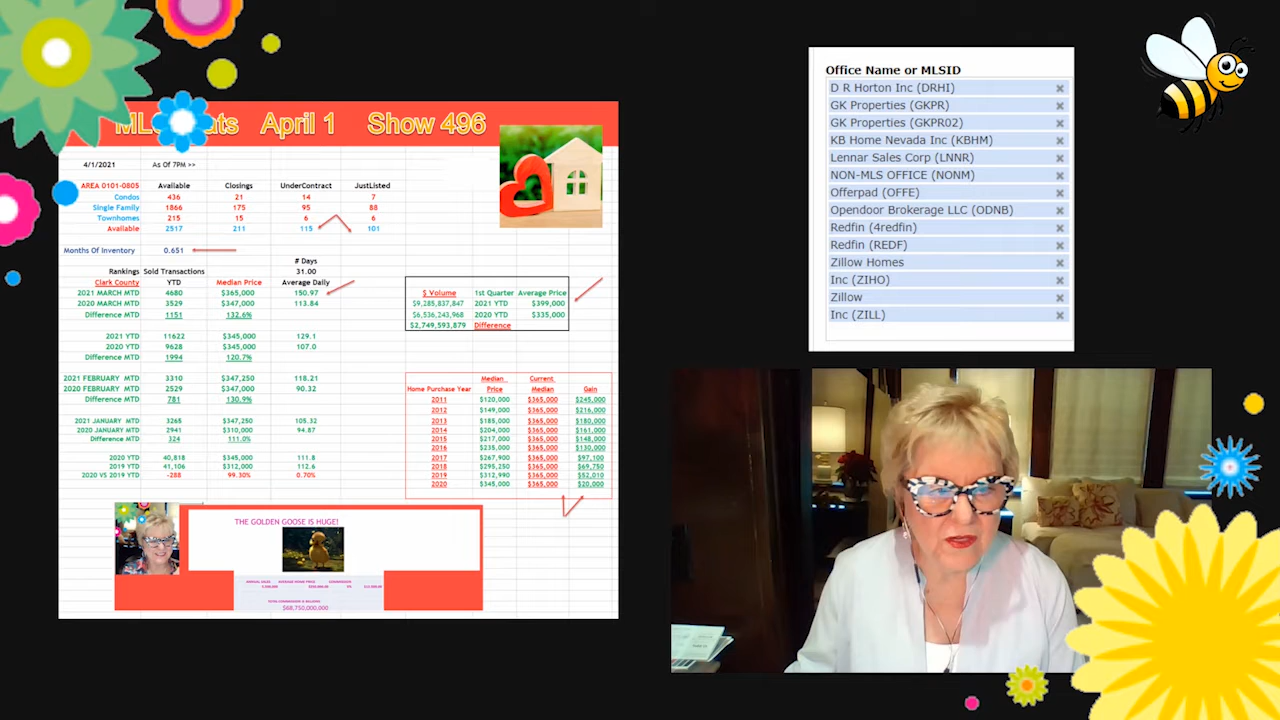 MLS Stats April 1 Show 496
4/1/2021 As Of 7PM >>
AREA 0101-0805 Available Closings UnderContract JustListed
Condos 436 21 14 7
Single Family 1866 175 95 88
Townhomes 215 15 6 6
Available 2517 211 115 101
Months Of Inventory 0.651
# Days
Rankings Sold Transactions 31.00
Clark County YTD Median Price Average Daily
2021 MARCH MTD 4680 $365,000 150.97
2020 MARCH MTD 3529 $347,000 113.84
Difference MTD 1151 132.6%
2021 YTD 11622 $345,000 129.1
2020 YTD 9628 $345,000 107.0
Difference MTD 1994 120.7%
2021 FEBRUARY MTD 3310 $347,250 118.21
2020 FEBRUARY MTD 2529 $347,000 90.32
Difference MTD 781 130.9%
2021 JANUARY MTD 3265 $347,250 105.32
2020 JANUARY MTD 2941 $310,000 94.87
Difference MTD 324 111.0%
2020 YTD 40,818 $345,000 111.8
2019 YTD 41,106 $312,000 112.6
2020 VS 2019 YTD -288 99.30% 0.70%
$ Volume 1st Quarter Average Price
$9,285,837,847 2021 YTD $399,000
$6,536,243,968 2020 YTD $335,000
$2,749,593,879 Difference
Median Current
Home Purchase Year Price Median Gain
2011 $120,000 $365,000 $245,000
2012 $149,000 $365,000 $216,000
2013 $185,000 $365,000 $180,000
2014 $204,000 $365,000 $161,000
2015 $217,000 $365,000 $148,000
2016 $235,000 $365,000 $130,000
2017 $267,900 $365,000 $97,100
2018 $295,250 $365,000 $69,750
2019 $312,990 $365,000 $52,010
2020 $345,000 $365,000 $20,000
THE GOLDEN GOOSE IS HUGE!
ANNUAL SALES AVERAGE HOME PRICE COMMISSION
$68,750,000,000
Office Name or MLSID
D R Horton Inc (DRHI)
GK Properties (GKPR)
GK Properties (GKPR02)
KB Home Nevada Inc (KBHM)
Lennar Sales Corp (LNNR)
NON-MLS OFFICE (NONM)
Offerpad (OFFE)
Opendoor Brokerage LLC (ODNB)
Redfin (4redfin)
Redfin (REDF)
Zillow Homes
Inc (ZIHO)
Zillow
Inc (ZILL)